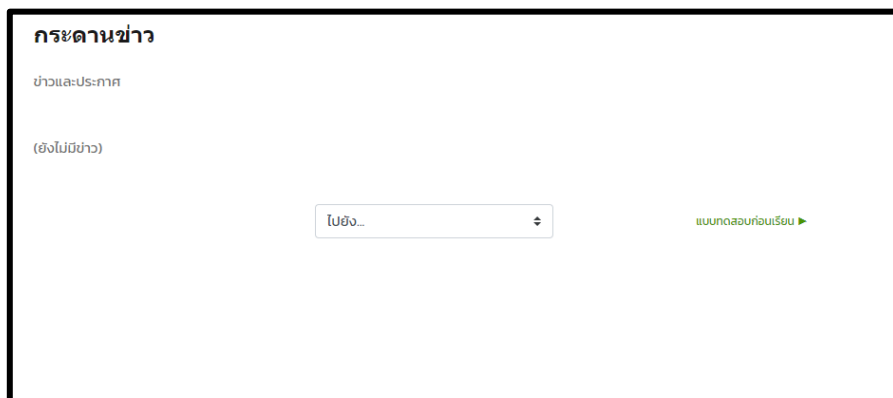 กระดานข่าว
ข่าวและประกาศ
(ยังไม่มีข่าว)
ไปยัง...
แบบทดสอบก่อนเรียน ►